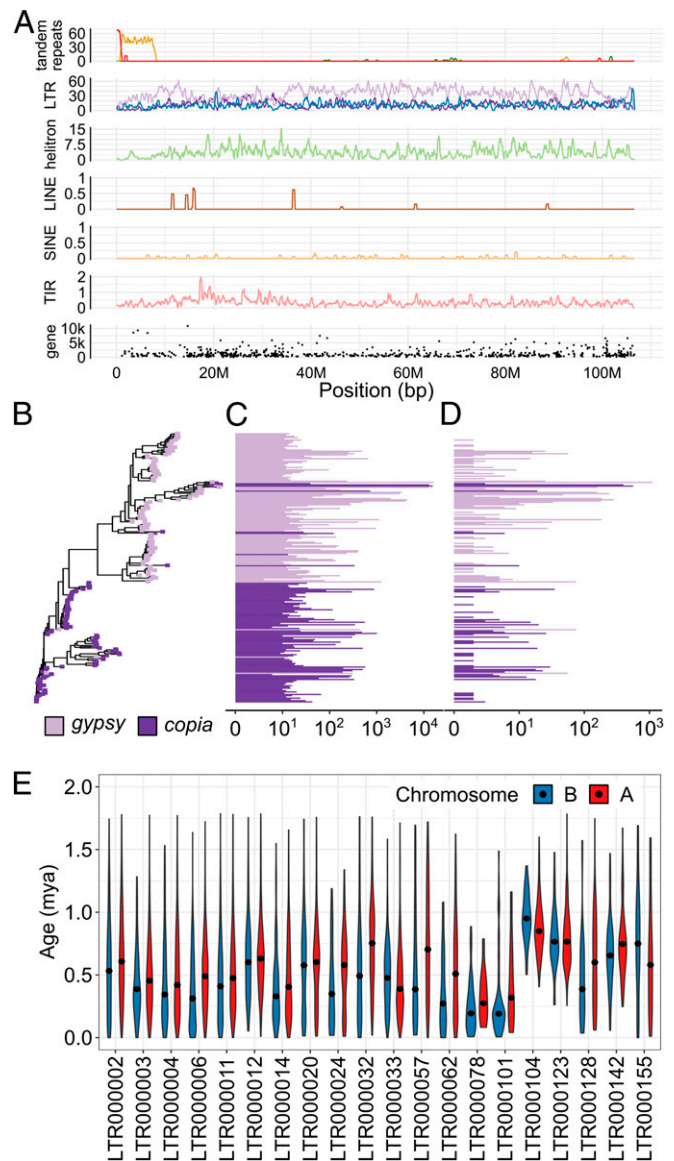 A
tandem
repeats
60
30
0
LTR
60
30
0
helitron
15
7.5
0
LINE
1
0.5
0
SINE
1
0.5
0
TIR
2
1
0
gene
10k
5k
0
0 20M 40M 60M 80M 100M
Position (bp)
B C D
gypsy copia
0 10¹ 10² 10³ 10⁴
0 10¹ 10² 10³
E
Chromosome B A
Age (mya)
2.0
1.5
1.0
0.5
0.0
LTR000002
LTR000003
LTR000004
LTR000006
LTR000011
LTR000012
LTR000014
LTR000020
LTR000024
LTR000032
LTR000035
LTR000057
LTR000062
LTR000076
LTR000101
LTR000104
LTR000123
LTR000128
LTR000142
LTR000155